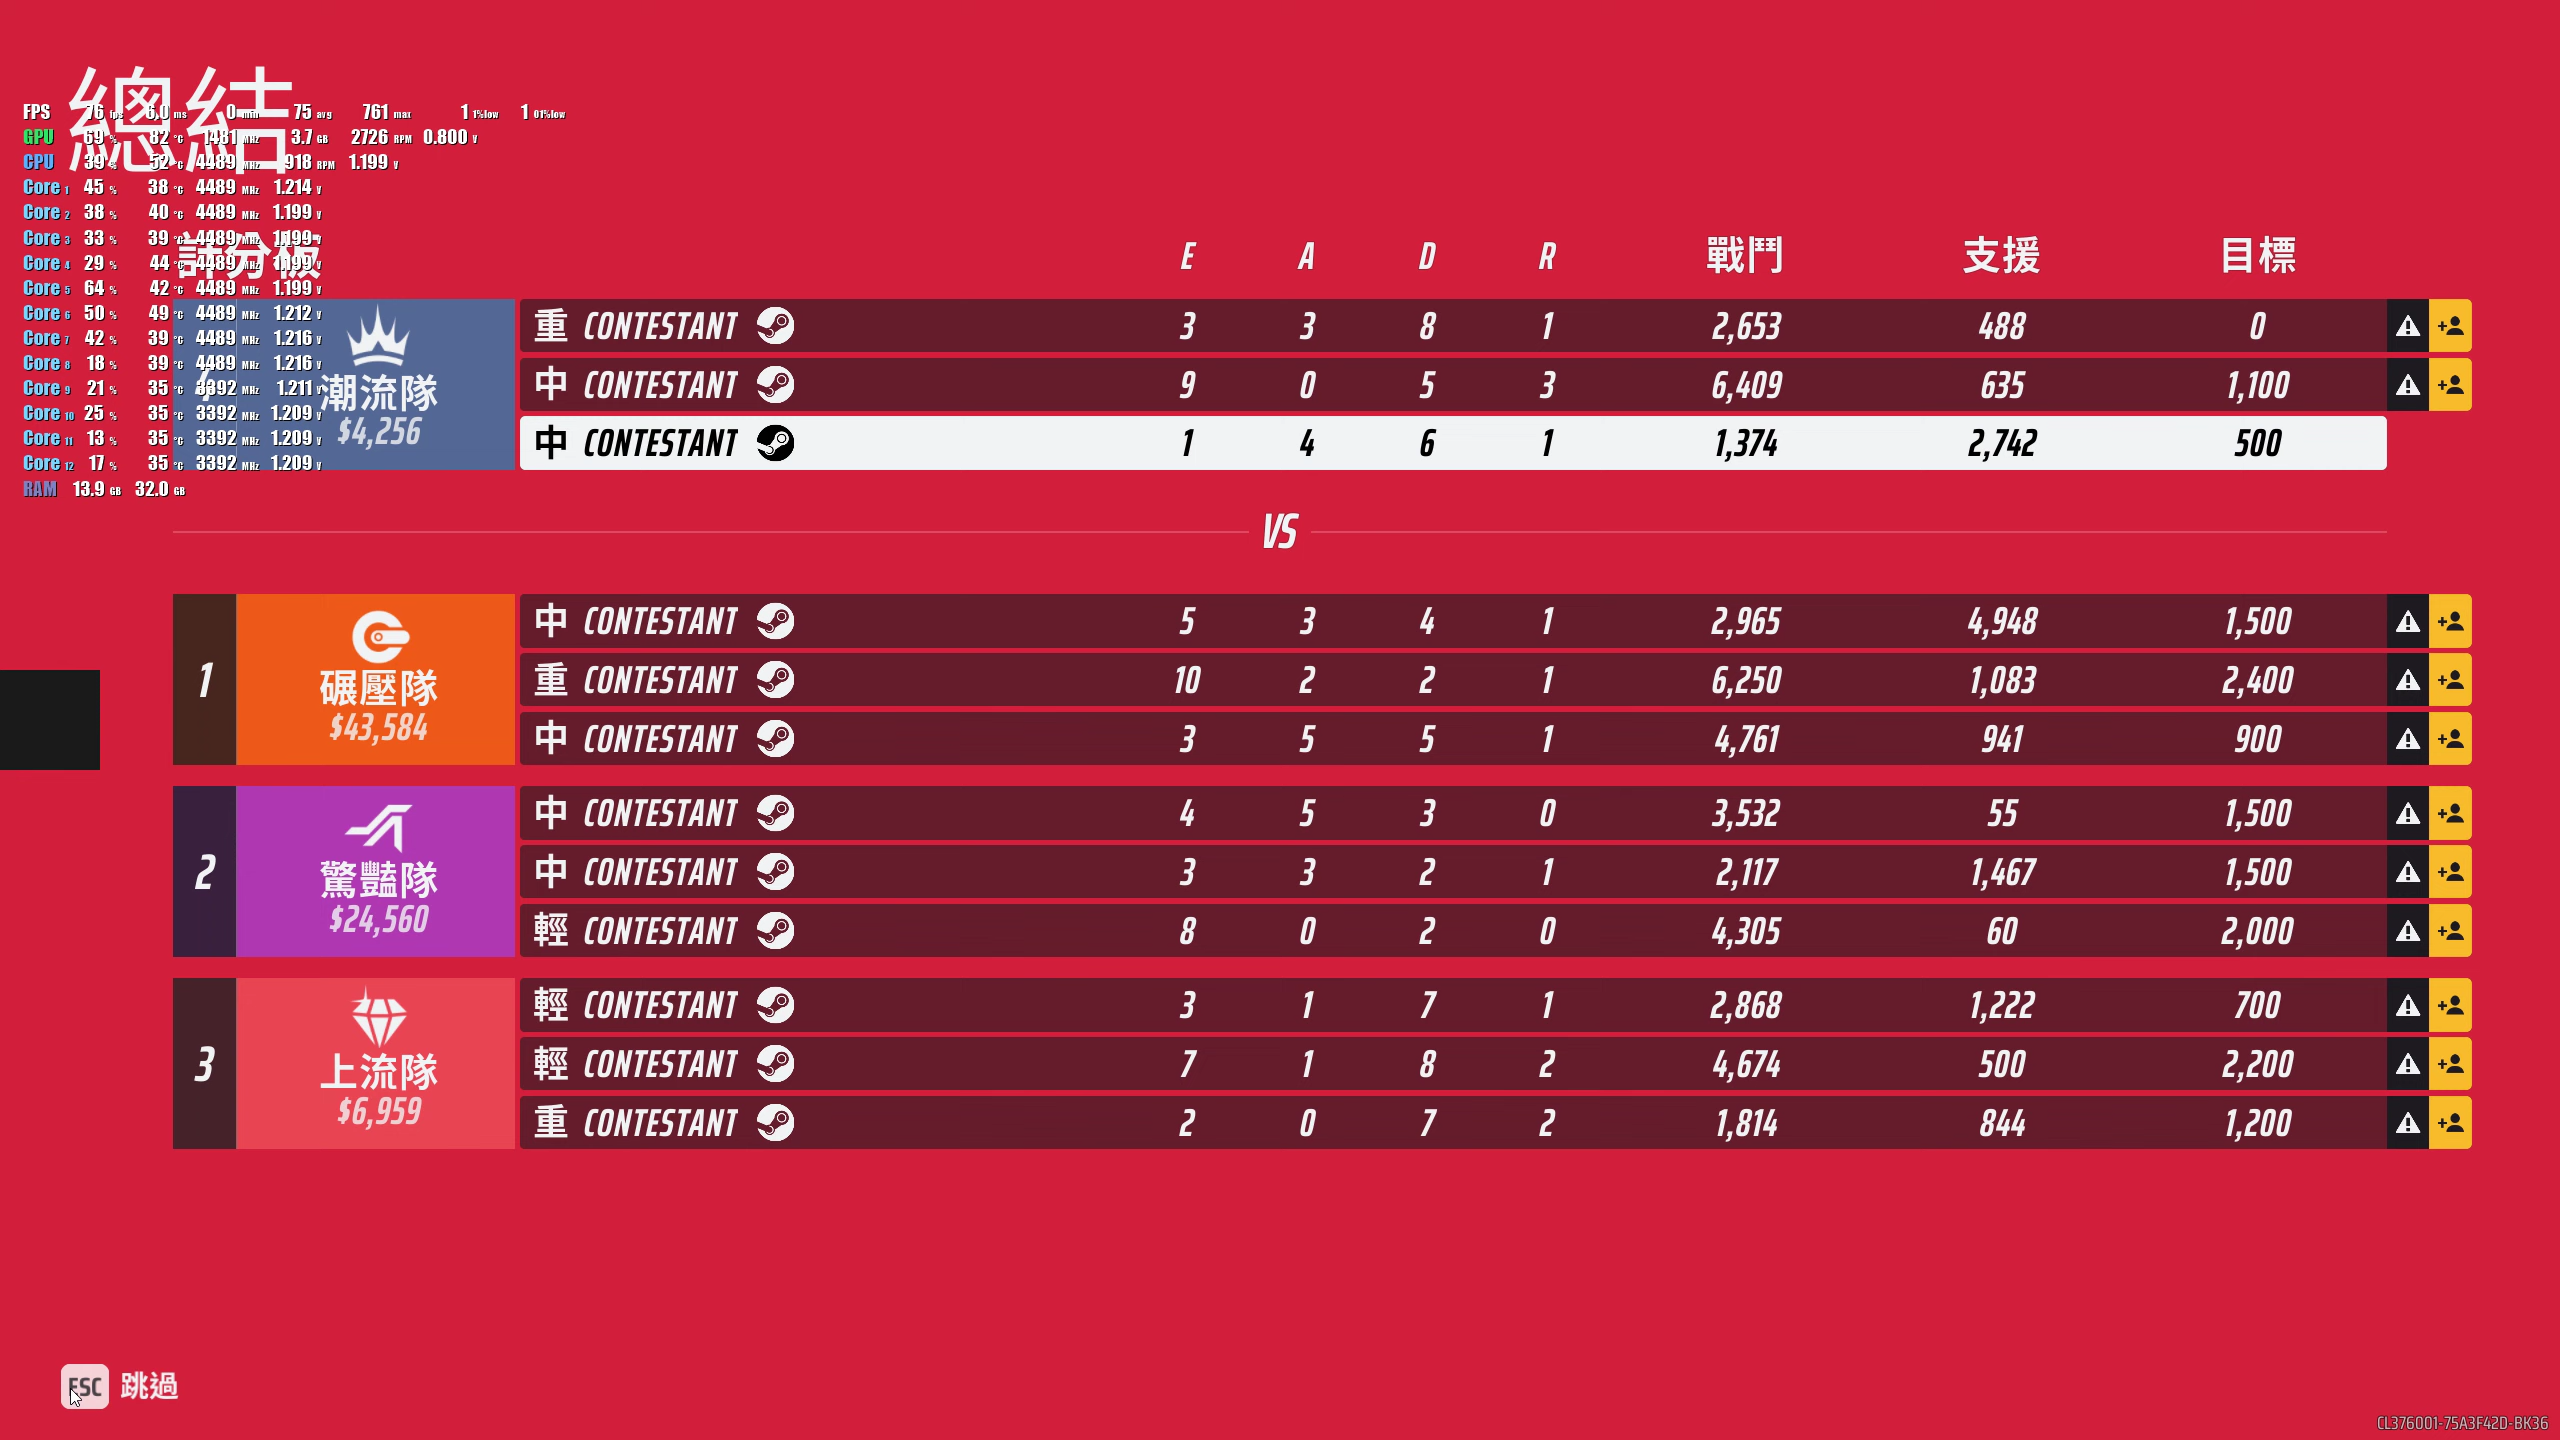 總結
FPS 76 fps 6.0 ms 0 min 75 avg 761 max 1 1%low 1 01%low
GPU 69 % 82 °C 1481 MHz 3.7 GB 2726 RPM 0.800 V
CPU 39 % 52 °C 4489 MHz 918 RPM 1.199 V
Core 1 45 % 38 °C 4489 MHz 1.214 V
Core 2 38 % 40 °C 4489 MHz 1.199 V
Core 3 33 % 39 °C 4489 MHz 1.199 V
Core 4 29 % 44 °C 4489 MHz 1.199 V
Core 5 64 % 42 °C 4489 MHz 1.199 V
Core 6 50 % 49 °C 4489 MHz 1.212 V
Core 7 42 % 39 °C 4489 MHz 1.216 V
Core 8 18 % 39 °C 4489 MHz 1.216 V
Core 9 21 % 35 °C 3392 MHz 1.211 V
Core 10 25 % 35 °C 3392 MHz 1.209 V
Core 11 13 % 35 °C 3392 MHz 1.209 V
Core 12 17 % 35 °C 3392 MHz 1.209 V
RAM 13.9 GB 32.0 GB
計分板 E A D R 戰鬥 支援 目標
潮流隊
$4,256
重 CONTESTANT 3 3 8 1 2,653 488 0
中 CONTESTANT 9 0 5 3 6,409 635 1,100
中 CONTESTANT 1 4 6 1 1,374 2,742 500
VS
1
碾壓隊
$43,584
中 CONTESTANT 5 3 4 1 2,965 4,948 1,500
重 CONTESTANT 10 2 2 1 6,250 1,083 2,400
中 CONTESTANT 3 5 5 1 4,761 941 900
2
驚豔隊
$24,560
中 CONTESTANT 4 5 3 0 3,532 55 1,500
中 CONTESTANT 3 3 2 1 2,117 1,467 1,500
輕 CONTESTANT 8 0 2 0 4,305 60 2,000
3
上流隊
$6,959
輕 CONTESTANT 3 1 7 1 2,868 1,222 700
輕 CONTESTANT 7 1 8 2 4,674 500 2,200
重 CONTESTANT 2 0 7 2 1,814 844 1,200
ESC 跳過
CL376001-75A3F42D-BK36